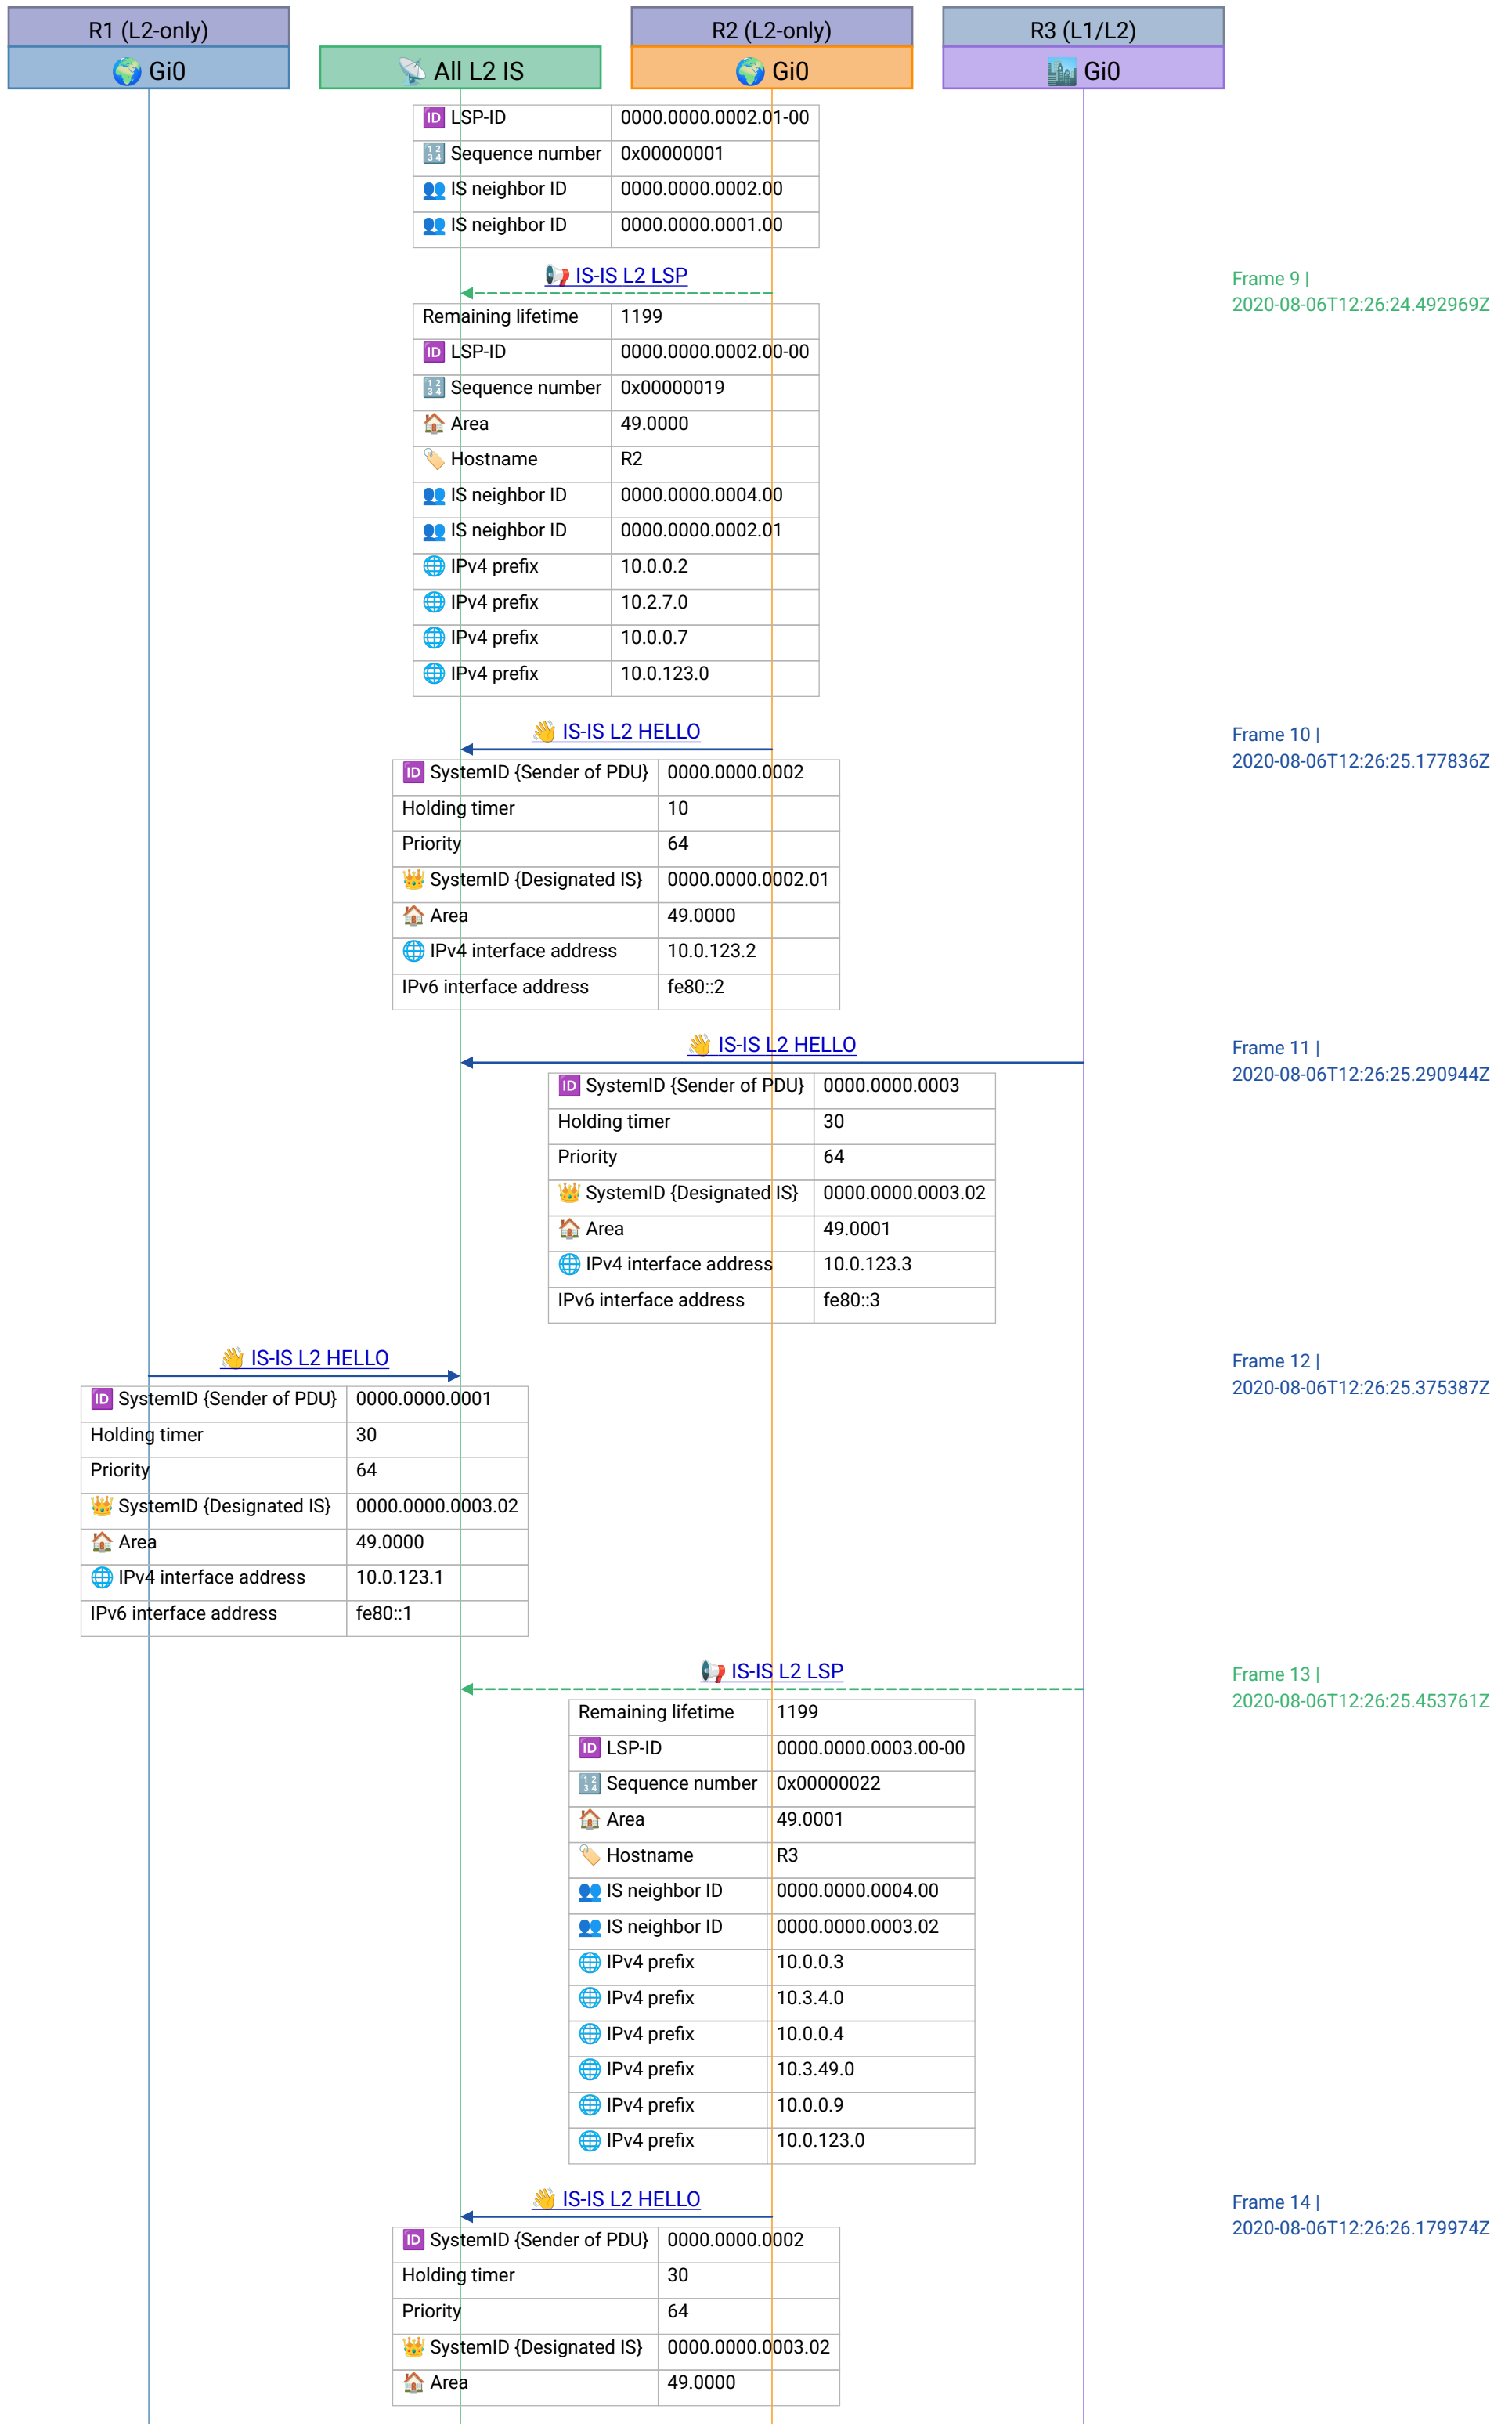 R1 (L2-only)
R2 (L2-only)
R3 (L1/L2)
🌍 Gi0
📡 All L2 IS
🌍 Gi0
🏙️ Gi0
🆔 LSP-ID 0000.0000.0002.01-00
🔢 Sequence number 0x00000001
👥 IS neighbor ID 0000.0000.0002.00
👥 IS neighbor ID 0000.0000.0001.00
📢 IS-IS L2 LSP
Frame 9 |
2020-08-06T12:26:24.492969Z
Remaining lifetime 1199
🆔 LSP-ID 0000.0000.0002.00-00
🔢 Sequence number 0x00000019
🏠 Area 49.0000
🏷️ Hostname R2
👥 IS neighbor ID 0000.0000.0004.00
👥 IS neighbor ID 0000.0000.0002.01
🌐 IPv4 prefix 10.0.0.2
🌐 IPv4 prefix 10.2.7.0
🌐 IPv4 prefix 10.0.0.7
🌐 IPv4 prefix 10.0.123.0
👋 IS-IS L2 HELLO
Frame 10 |
2020-08-06T12:26:25.177836Z
🆔 SystemID {Sender of PDU} 0000.0000.0002
Holding timer 10
Priority 64
👑 SystemID {Designated IS} 0000.0000.0002.01
🏠 Area 49.0000
🌐 IPv4 interface address 10.0.123.2
IPv6 interface address fe80::2
👋 IS-IS L2 HELLO
Frame 11 |
2020-08-06T12:26:25.290944Z
🆔 SystemID {Sender of PDU} 0000.0000.0003
Holding timer 30
Priority 64
👑 SystemID {Designated IS} 0000.0000.0003.02
🏠 Area 49.0001
🌐 IPv4 interface address 10.0.123.3
IPv6 interface address fe80::3
👋 IS-IS L2 HELLO
Frame 12 |
2020-08-06T12:26:25.375387Z
🆔 SystemID {Sender of PDU} 0000.0000.0001
Holding timer 30
Priority 64
👑 SystemID {Designated IS} 0000.0000.0003.02
🏠 Area 49.0000
🌐 IPv4 interface address 10.0.123.1
IPv6 interface address fe80::1
📢 IS-IS L2 LSP
Frame 13 |
2020-08-06T12:26:25.453761Z
Remaining lifetime 1199
🆔 LSP-ID 0000.0000.0003.00-00
🔢 Sequence number 0x00000022
🏠 Area 49.0001
🏷️ Hostname R3
👥 IS neighbor ID 0000.0000.0004.00
👥 IS neighbor ID 0000.0000.0003.02
🌐 IPv4 prefix 10.0.0.3
🌐 IPv4 prefix 10.3.4.0
🌐 IPv4 prefix 10.0.0.4
🌐 IPv4 prefix 10.3.49.0
🌐 IPv4 prefix 10.0.0.9
🌐 IPv4 prefix 10.0.123.0
👋 IS-IS L2 HELLO
Frame 14 |
2020-08-06T12:26:26.179974Z
🆔 SystemID {Sender of PDU} 0000.0000.0002
Holding timer 30
Priority 64
👑 SystemID {Designated IS} 0000.0000.0003.02
🏠 Area 49.0000